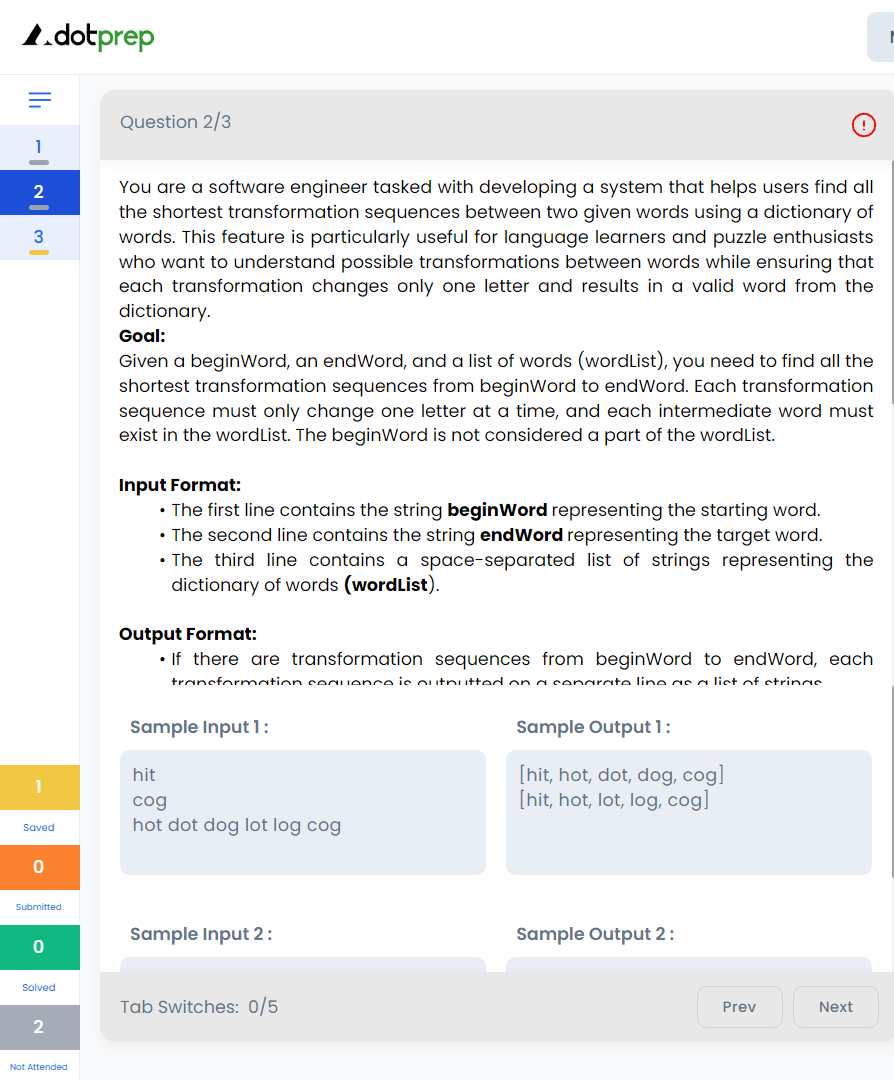 .dotprep
Question 2/3
1
2
3
You are a software engineer tasked with developing a system that helps users find all
the shortest transformation sequences between two given words using a dictionary of
words. This feature is particularly useful for language learners and puzzle enthusiasts
who want to understand possible transformations between words while ensuring that
each transformation changes only one letter and results in a valid word from the
dictionary.
Goal:
Given a beginWord, an endWord, and a list of words (wordList), you need to find all the
shortest transformation sequences from beginWord to endWord. Each transformation
sequence must only change one letter at a time, and each intermediate word must
exist in the wordList. The beginWord is not considered a part of the wordList.
Input Format:
• The first line contains the string beginWord representing the starting word.
• The second line contains the string endWord representing the target word.
• The third line contains a space-separated list of strings representing the
dictionary of words (wordList).
Output Format:
• If there are transformation sequences from beginWord to endWord, each
transformation sequence is outputted on a separate line as a list of strings
Sample Input 1 :
hit
cog
hot dot dog lot log cog
Sample Output 1 :
[hit, hot, dot, dog, cog]
[hit, hot, lot, log, cog]
Sample Input 2 :
Sample Output 2 :
1
Saved
0
Submitted
0
Solved
2
Not Attended
Tab Switches: 0/5
Prev
Next